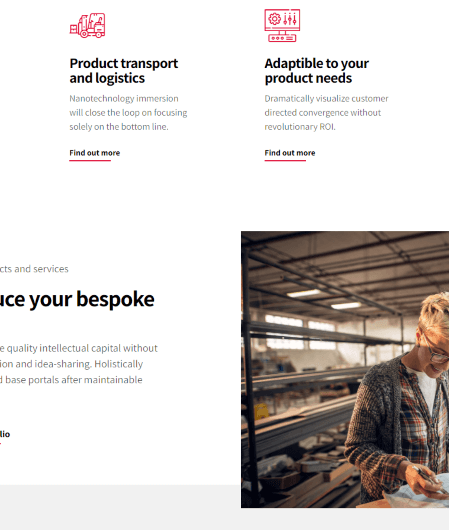 Product transport
and logistics
Nanotechnology immersion
will close the loop on focusing
solely on the bottom line.
Find out more
Adaptible to your
product needs
Dramatically visualize customer
directed convergence without
revolutionary ROI.
Find out more
cts and services
uce your bespoke
e quality intellectual capital without
ion and idea-sharing. Holistically
d base portals after maintainable
lio